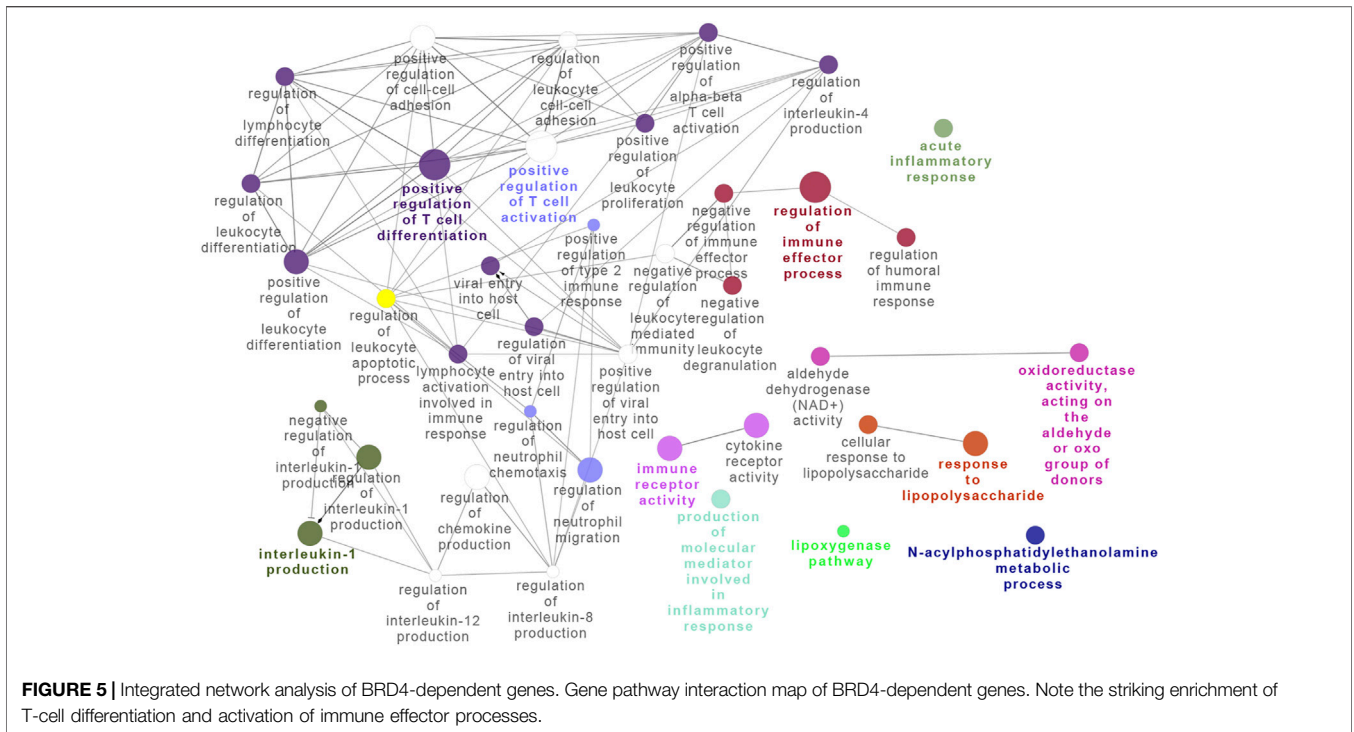 positive
regulation
of cell-cell
adhesion
regulation
of
leukocyte
cell-cell
adhesion
positive
regulation
of
alpha-beta
T cell
activation
regulation
of
interleukin-4
production
regulation
of
lymphocyte
differentiation
positive
regulation
of
leukocyte
proliferation
acute
inflammatory
response
regulation
of
leukocyte
differentiation
positive
regulation
of T cell
differentiation
positive
regulation
of T cell
activation
negative
regulation
of immune
effector
process
regulation
of
immune
effector
process
regulation
of humoral
immune
response
positive
regulation
of type 2
immune
response
positive
regulation
of leukocyte
differentiation
viral entry
into host
cell
negative
regulation
of
leukocyte
mediated
immunity
negative
regulation
of
leukocyte
degranulation
regulation
of
leukocyte
apoptotic
process
regulation
of viral
entry into
host cell
lymphocyte
activation
involved in
immune
response
positive
regulation
of viral
entry into
host cell
aldehyde
dehydrogenase
(NAD+)
activity
oxidoreductase
activity,
acting on
the
aldehyde
or oxo
group of
donors
negative
regulation of
interleukin-1
production
regulation
of
interleukin-1
production
regulation
of
neutrophil
chemotaxis
immune
receptor
activity
cytokine
receptor
activity
cellular
response to
lipopolysaccharide
response
to
lipopolysaccharide
regulation
of
chemokine
production
regulation
of
neutrophil
migration
interleukin-1
production
production
of
molecular
mediator
involved
in
inflammatory
response
lipoxygenase
pathway
N-acylphosphatidylethanolamine
metabolic
process
regulation
of
interleukin-12
production
regulation
of
interleukin-8
production
FIGURE 5 | Integrated network analysis of BRD4-dependent genes. Gene pathway interaction map of BRD4-dependent genes. Note the striking enrichment of
T-cell differentiation and activation of immune effector processes.